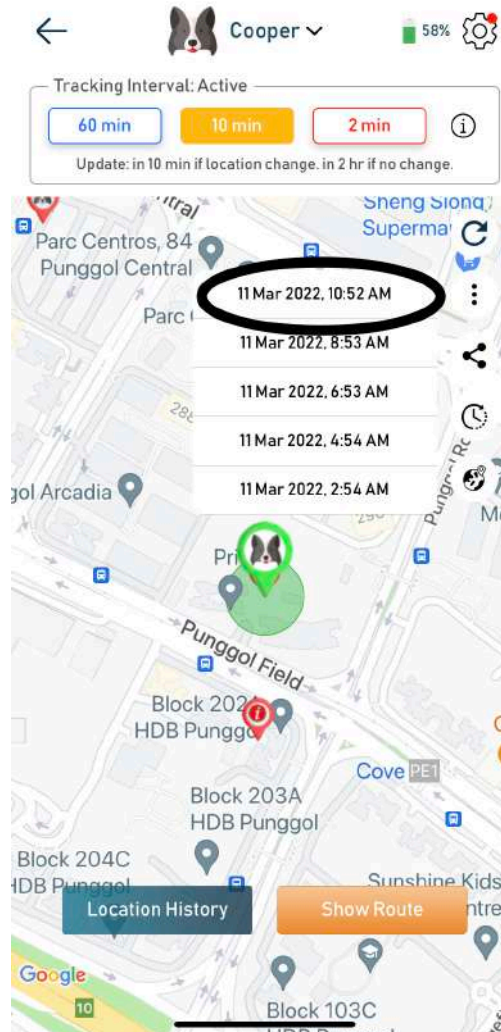 Cooper
58%
Tracking Interval: Active
60 min
10 min
2 min
Update: in 10 min if location change. in 2 hr if no change.
Sheng Siong
Superma
Parc Centros, 84
Punggol Central
11 Mar 2022, 10:52 AM
Parc
11 Mar 2022, 8:53 AM
11 Mar 2022, 6:53 AM
288
11 Mar 2022, 4:54 AM
gol Arcadia
11 Mar 2022, 2:54 AM
Pri
Punggol Field
Block 202
HDB Pungg
Cove PE1
Block 203A
HDB Punggol
Block 204C
HDB Punggol
Sunshine Kids
ntre
Location History
Show Route
Google
10
Block 103C